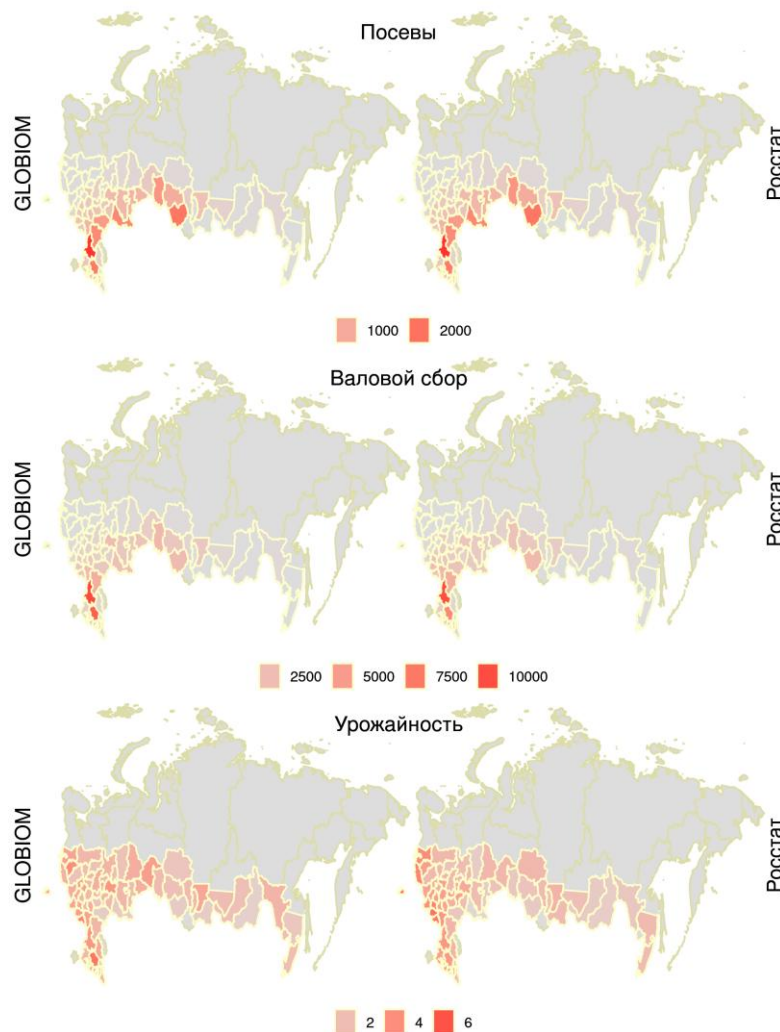 Посевы
GLOBIOM
Росстат
1000 2000
Валовой сбор
GLOBIOM
Росстат
2500 5000 7500 10000
Урожайность
GLOBIOM
Росстат
2 4 6